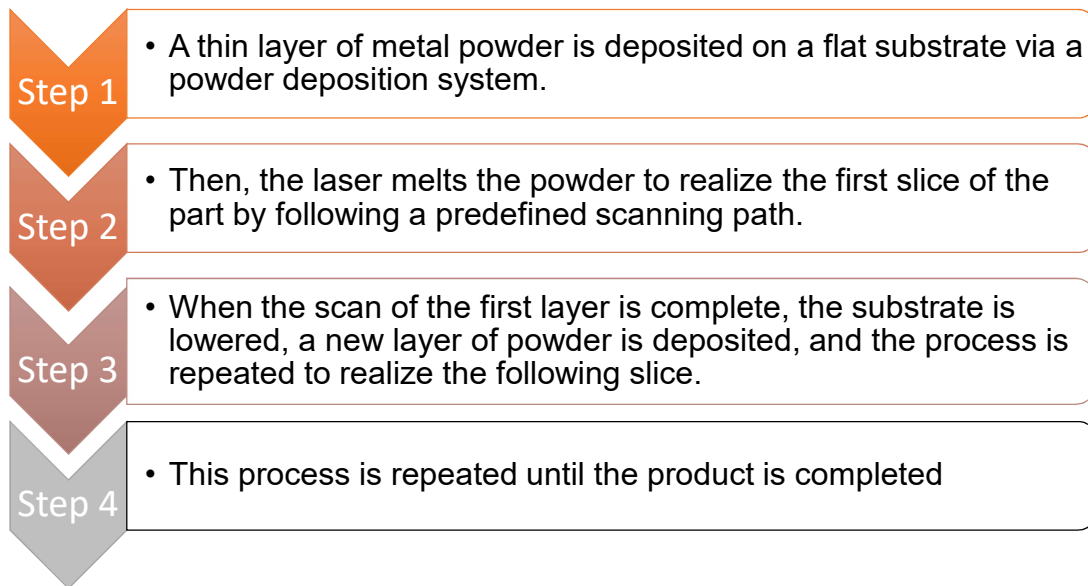 Step 1
• A thin layer of metal powder is deposited on a flat substrate via a
powder deposition system.
Step 2
• Then, the laser melts the powder to realize the first slice of the
part by following a predefined scanning path.
Step 3
• When the scan of the first layer is complete, the substrate is
lowered, a new layer of powder is deposited, and the process is
repeated to realize the following slice.
Step 4
• This process is repeated until the product is completed